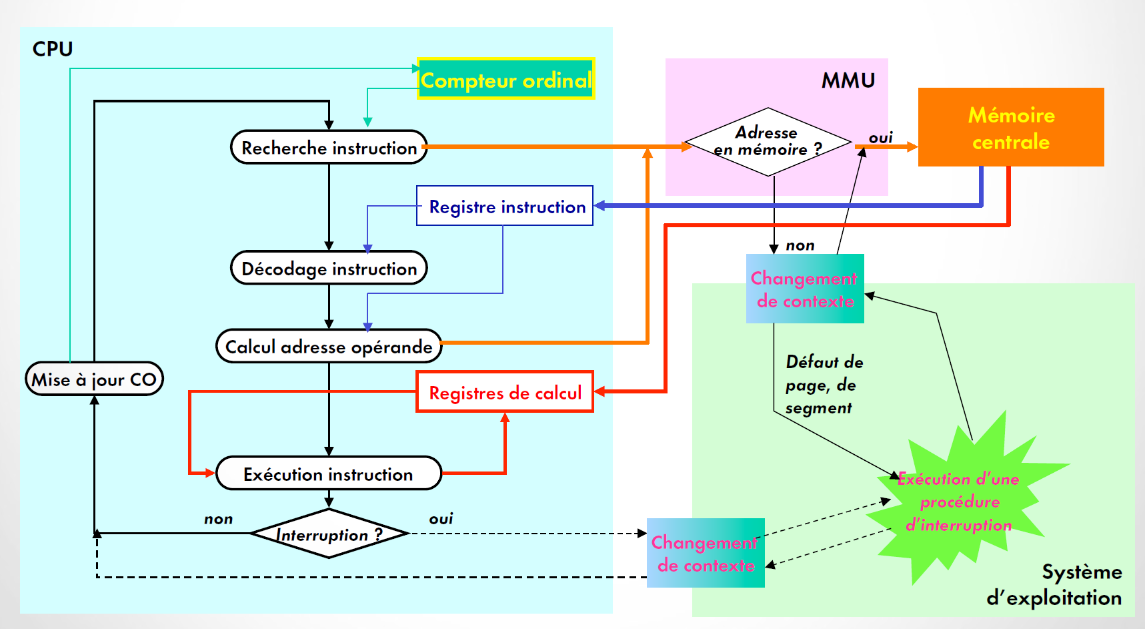 CPU
Compteur ordinal
MMU
Mémoire
centrale
Adresse
en mémoire ?
oui
Recherche instruction
Registre instruction
non
Décodage instruction
Changement
de contexte
Calcul adresse opérande
Mise à jour CO
Défaut de
page, de
segment
Registres de calcul
Exécution instruction
Exécution d'une
procédure
d'interruption
non
Interruption ?
oui
Changement
de contexte
Système
d'exploitation